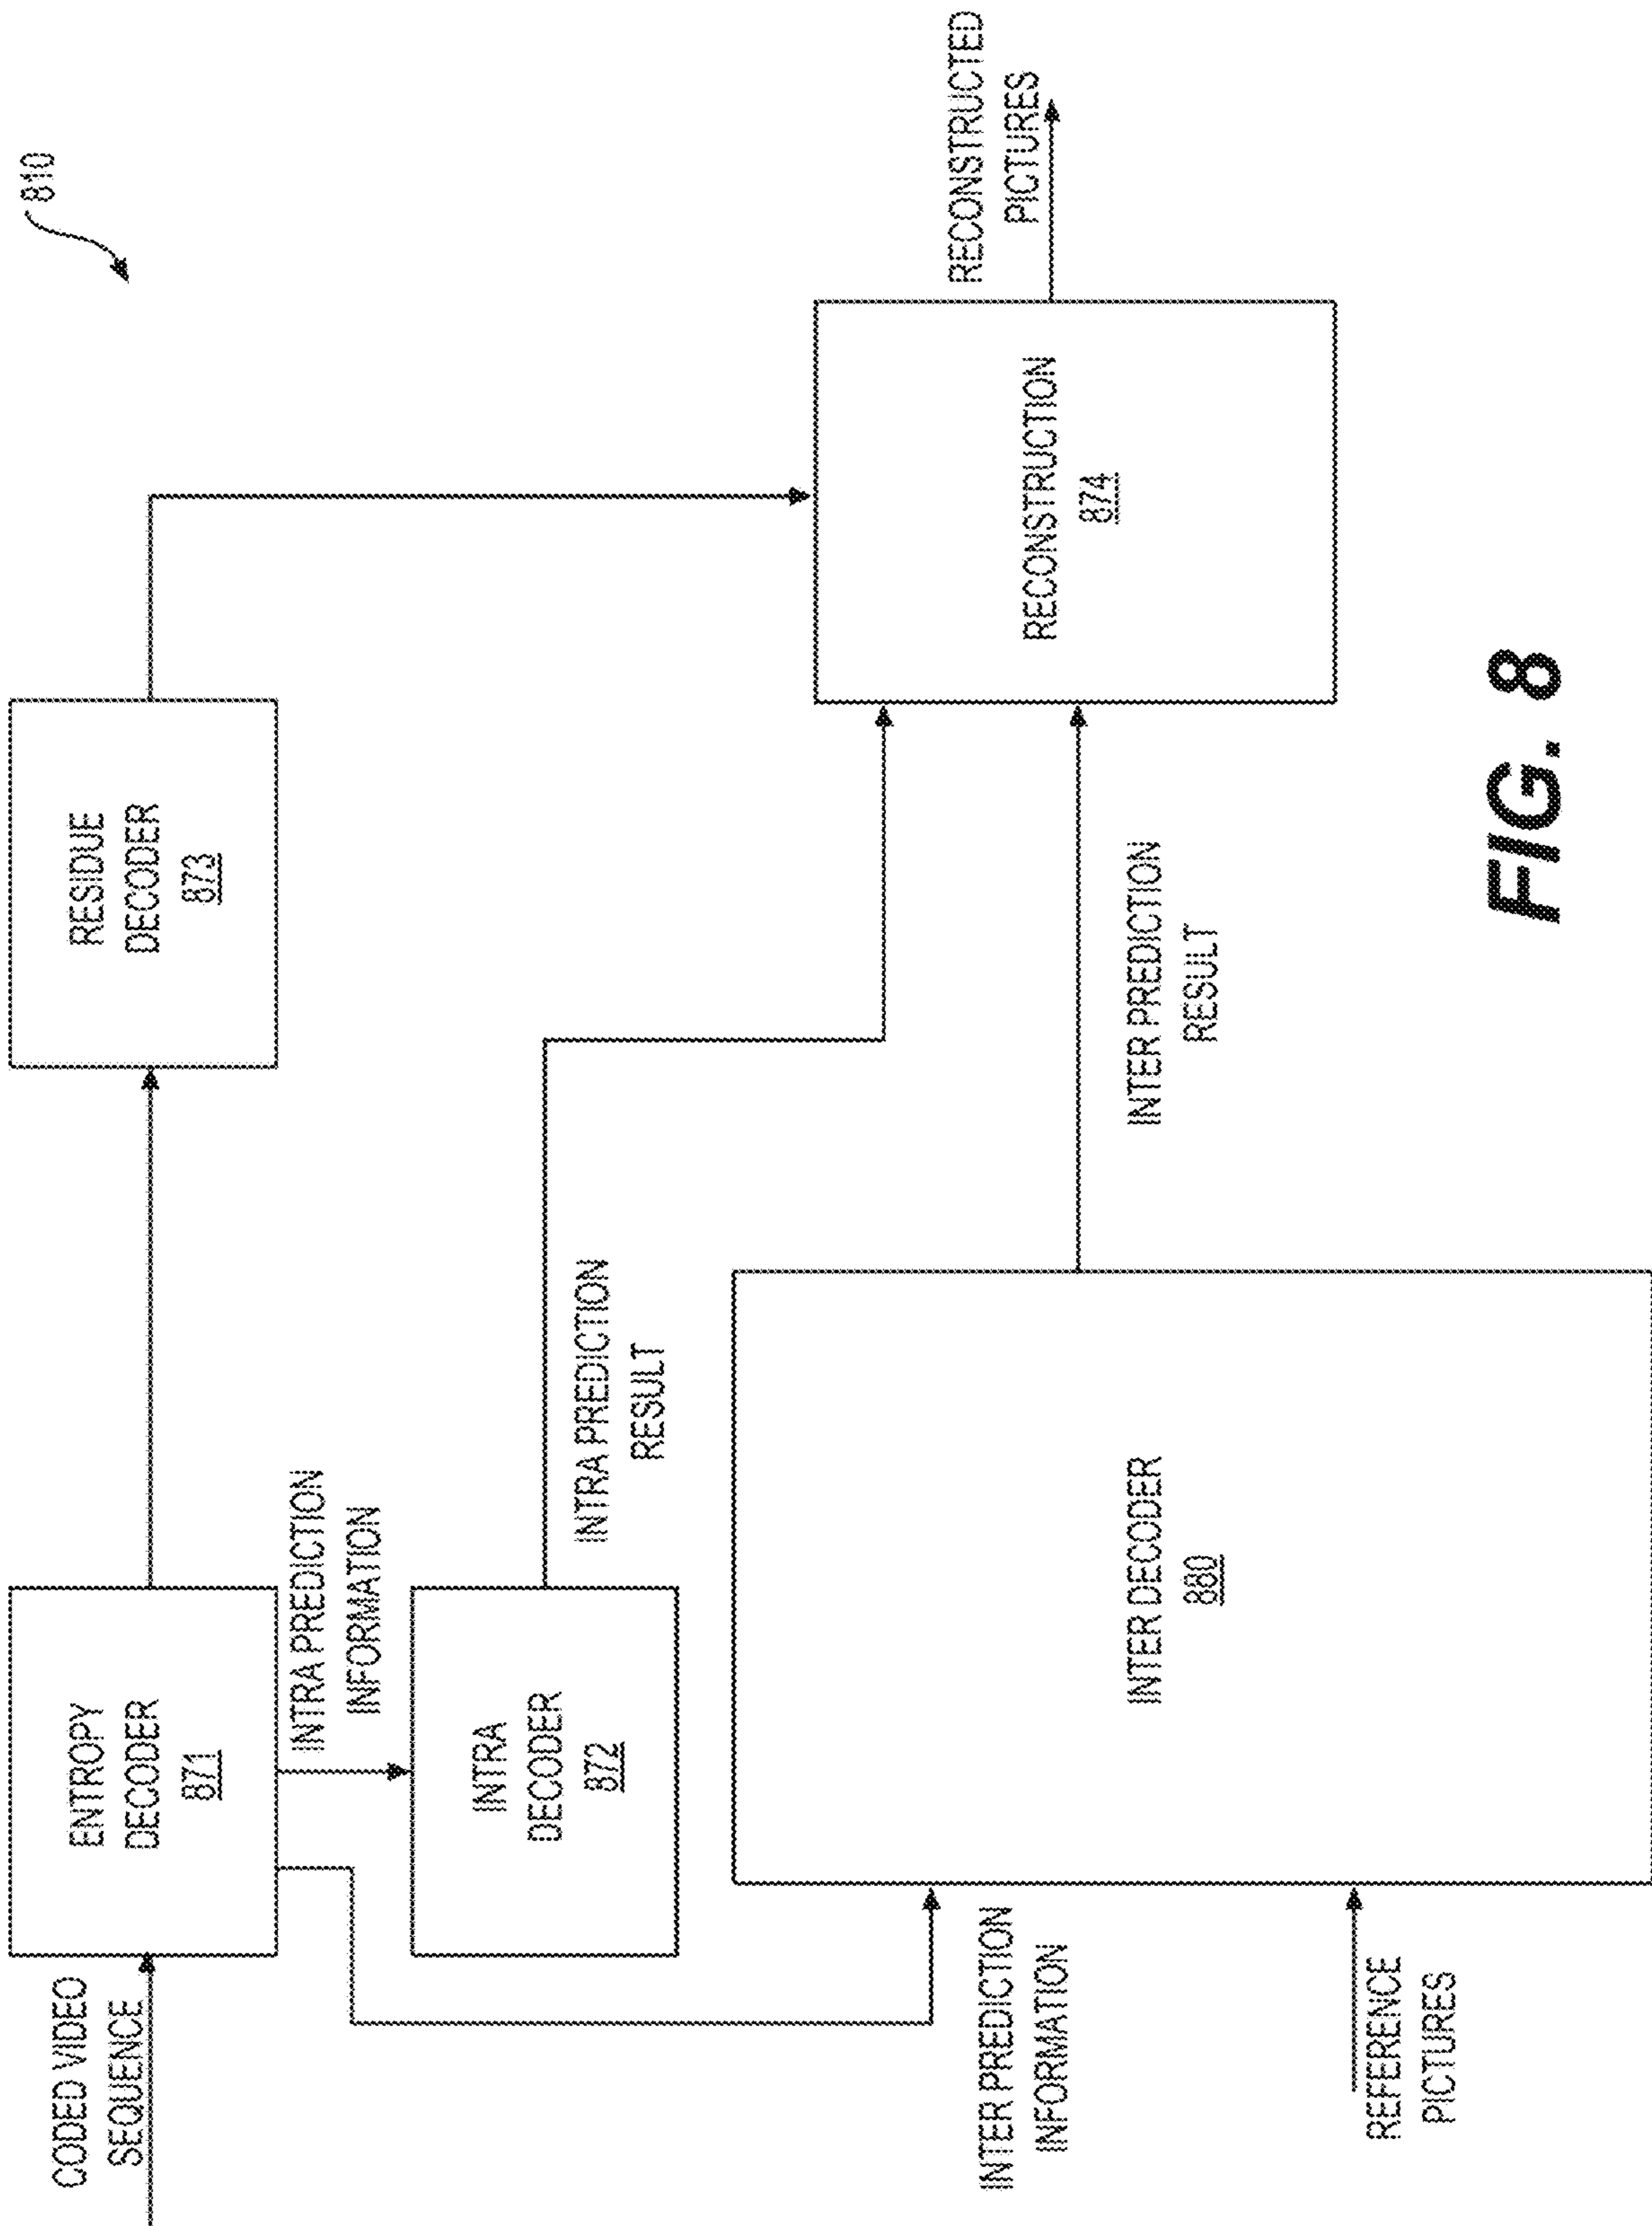 810
CODED VIDEO
SEQUENCE
ENTROPY
DECODER
871
RESIDUE
DECODER
873
INTRA PREDICTION
INFORMATION
INTRA
DECODER
872
INTRA PREDICTION
RESULT
INTER PREDICTION
INFORMATION
REFERENCE
PICTURES
INTER DECODER
880
INTER PREDICTION
RESULT
RECONSTRUCTION
874
RECONSTRUCTED
PICTURES
FIG. 8